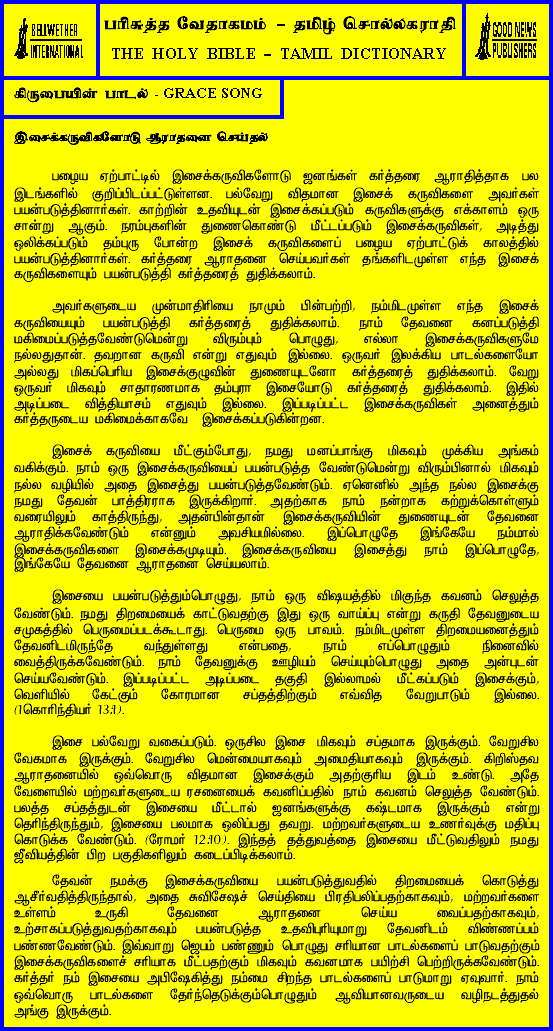 BELLWETHER
INTERNATIONAL
பரிசுத்த வேதாகமம் – தமிழ் சொல்லகராதி
THE HOLY BIBLE – TAMIL DICTIONARY
GOOD NEWS
PUBLISHERS
கிருபையின் பாடல் - GRACE SONG
இசைக்கருவிகளோடு ஆராதனை செய்தல்
பழைய ஏற்பாட்டில் இசைக்கருவிகளோடு ஜனங்கள் கர்த்தரை ஆராதித்தாக பல
இடங்களில் குறிப்பிடப்பட்டுள்ளன. பல்வேறு விதமான இசைக் கருவிகளை அவர்கள்
பயன்படுத்தினார்கள். காற்றின் உதவியுடன் இசைக்கப்படும் கருவிகளுக்கு எக்காளம் ஒரு
சான்று ஆகும். நரம்புகளின் துணைகொண்டு மீட்டப்படும் இசைக்கருவிகள், அடித்து
ஒலிக்கப்படும் தம்புரு போன்ற இசைக் கருவிகளைப் பழைய ஏற்பாட்டுக் காலத்தில்
பயன்படுத்தினார்கள். கர்த்தரை ஆராதனை செய்பவர்கள் தங்களிடமுள்ள எந்த இசைக்
கருவிகளையும் பயன்படுத்தி கர்த்தரைத் துதிக்கலாம்.
அவர்களுடைய முன்மாதிரியை நாமும் பின்பற்றி, நம்மிடமுள்ள எந்த இசைக்
கருவியையும் பயன்படுத்தி கர்த்தரைத் துதிக்கலாம். நாம் தேவனை கனப்படுத்தி
மகிமைப்படுத்தவேண்டுமென்று விரும்பும் பொழுது, எல்லா இசைக்கருவிகளுமே
நல்லதுதான். தவறான கருவி என்று எதுவும் இல்லை. ஒருவர் இலக்கிய பாடல்களையோ
அல்லது மிகப்பெரிய இசைக்குழுவின் துணையுடனோ கர்த்தரைத் துதிக்கலாம். வேறு
ஒருவர் மிகவும் சாதாரணமாக தம்புரா இசையோடு கர்த்தரைத் துதிக்கலாம். இதில்
அடிப்படை வித்தியாசம் எதுவும் இல்லை. இப்படிப்பட்ட இசைக்கருவிகள் அனைத்தும்
கர்த்தருடைய மகிமைக்காகவே இசைக்கப்படுகின்றன.
இசைக் கருவியை மீட்கும்போது, நமது மனப்பாங்கு மிகவும் முக்கிய அங்கம்
வகிக்கும். நாம் ஒரு இசைக்கருவியைப் பயன்படுத்த வேண்டுமென்று விரும்பினால் மிகவும்
நல்ல வழியில் அதை இசைத்து பயன்படுத்தவேண்டும். ஏனெனில் அந்த நல்ல இசைக்கு
நமது தேவன் பாத்திரராக இருக்கிறார். அதற்காக நாம் நன்றாக கற்றுக்கொள்ளும்
வரையிலும் காத்திருந்து, அதன்பின்தான் இசைக்கருவியின் துணையுடன் தேவனை
ஆராதிக்கவேண்டும் என்னும் அவசியமில்லை. இப்பொழுதே இங்கேயே நம்மால்
இசைக்கருவிகளை இசைக்கமுடியும். இசைக்கருவியை இசைத்து நாம் இப்பொழுதே,
இங்கேயே தேவனை ஆராதனை செய்யலாம்.
இசையை பயன்படுத்தும்பொழுது, நாம் ஒரு விஷயத்தில் மிகுந்த கவனம் செலுத்த
வேண்டும். நமது திறமையைக் காட்டுவதற்கு இது ஒரு வாய்ப்பு என்று கருதி தேவனுடைய
சமுகத்தில் பெருமைப்படக்கூடாது. பெருமை ஒரு பாவம். நம்மிடமுள்ள திறமையனைத்தும்
தேவனிடமிருந்தே வந்துள்ளது என்பதை, நாம் எப்பொழுதும் நினைவில்
வைத்திருக்கவேண்டும். நாம் தேவனுக்கு ஊழியம் செய்யும்பொழுது அதை அன்புடன்
செய்யவேண்டும். இப்படிப்பட்ட அடிப்படை தகுதி இல்லாமல் மீட்கப்படும் இசைக்கும்,
வெளியில் கேட்கும் கோரமான சப்தத்திற்கும் எவ்வித வேறுபாடும் இல்லை.
(1கொரிந்தியர் 13:1).
இசை பல்வேறு வகைப்படும். ஒருசில இசை மிகவும் சப்தமாக இருக்கும். வேறுசில
வேகமாக இருக்கும். வேறுசில மென்மையாகவும் அமைதியாகவும் இருக்கும். கிறிஸ்தவ
ஆராதனையில் ஒவ்வொரு விதமான இசைக்கும் அதற்குரிய இடம் உண்டு. அதே
வேளையில் மற்றவர்களுடைய ரசனையைக் கவனிப்பதில் நாம் கவனம் செலுத்த வேண்டும்.
பலத்த சப்தத்துடன் இசையை மீட்டால் ஜனங்களுக்கு கஷ்டமாக இருக்கும் என்று
தெரிந்திருந்தும், இசையை பலமாக ஒலிப்பது தவறு. மற்றவர்களுடைய உணர்வுக்கு மதிப்பு
கொடுக்க வேண்டும். (ரோமர் 12:10). இந்தத் தத்துவத்தை இசையை மீட்டுவதிலும் நமது
ஜீவியத்தின் பிற பகுதிகளிலும் கடைப்பிடிக்கலாம்.
தேவன் நமக்கு இசைக்கருவியை பயன்படுத்துவதில் திறமையைக் கொடுத்து
ஆசீர்வதித்திருந்தால், அதை சுவிசேஷச் செய்தியை பிரதிபலிப்பதற்காகவும், மற்றவர்களை
உள்ளம் உருகி தேவனை ஆராதனை செய்ய வைப்பதற்காகவும்,
உற்சாகப்படுத்துவதற்காகவும் பயன்படுத்த உதவிபுரியுமாறு தேவனிடம் விண்ணப்பம்
பண்ணவேண்டும். இவ்வாறு ஜெபம் பண்ணும் பொழுது சரியான பாடல்களைப் பாடுவதற்கும்
இசைக்கருவிகளைச் சரியாக மீட்பதற்கும் மிகவும் கவனமாக பயிற்சி பெற்றிருக்கவேண்டும்.
கர்த்தர் நம் இசையை அபிஷேகித்து நம்மை சிறந்த பாடல்களைப் பாடுமாறு ஏவுவார். நாம்
ஒவ்வொரு பாடல்களை தேர்ந்தெடுக்கும்பொழுதும் ஆவியானவருடைய வழிநடத்துதல்
அங்கு இருக்கும்.